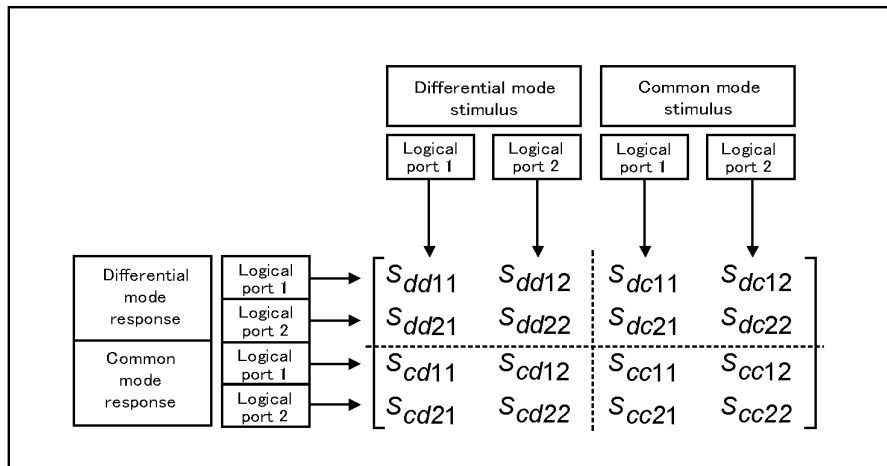 Differential mode
stimulus
Common mode
stimulus
Logical
port 1
Logical
port 2
Logical
port 1
Logical
port 2
Differential
mode
response
Common
mode
response
Logical
port 1
Logical
port 2
Logical
port 1
Logical
port 2
Sdd11 Sdd12 Sdc11 Sdc12
Sdd21 Sdd22 Sdc21 Sdc22
Scd11 Scd12 Scc11 Scc12
Scd21 Scd22 Scc21 Scc22